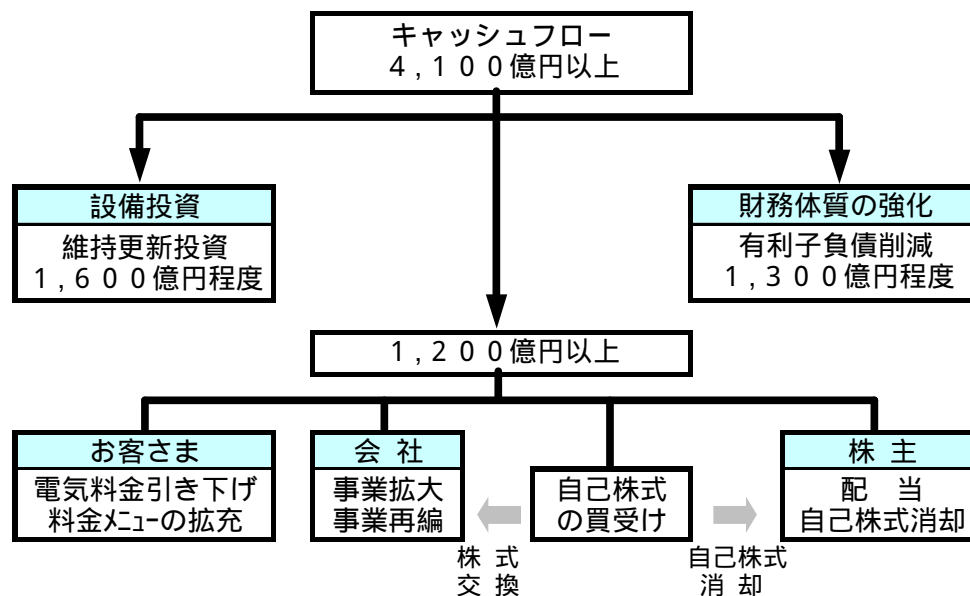 キャッシュフロー
4,100億円以上
設備投資
維持更新投資
1,600億円程度
財務体質の強化
有利子負債削減
1,300億円程度
1,200億円以上
お客さま
電気料金引き下げ
料金ﾒﾆｭｰの拡充
会 社
事業拡大
事業再編
自己株式
の買受け
株 主
配 当
自己株式消却
株 式
交 換
自己株式
消 却